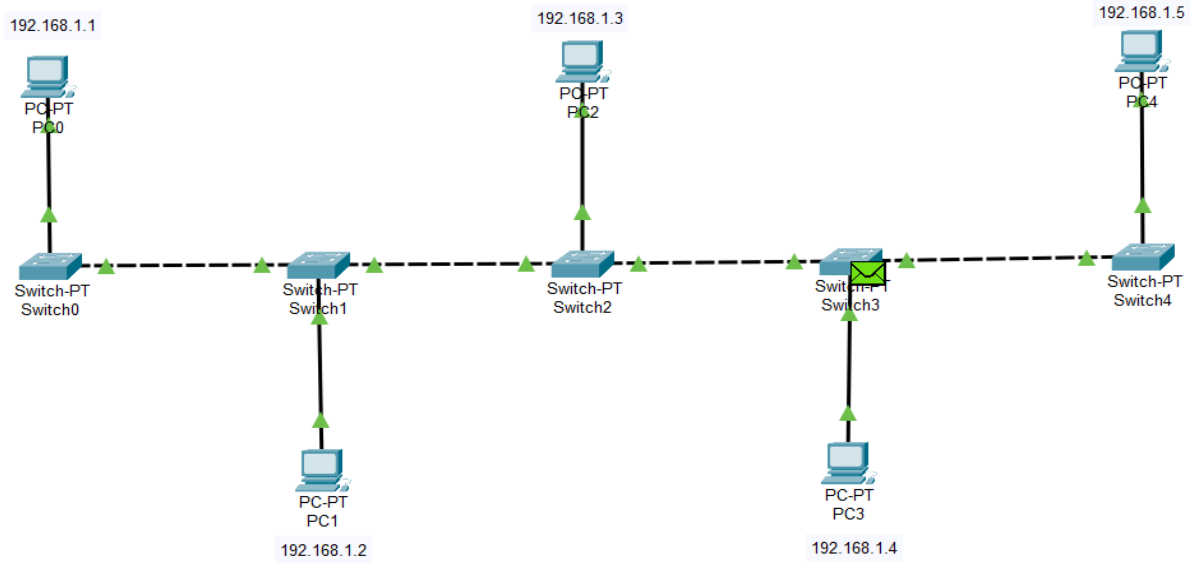 192.168.1.1
PC-PT
PC0
192.168.1.3
PC-PT
PC2
192.168.1.5
PC-PT
PC4
Switch-PT
Switch0
Switch-PT
Switch1
Switch-PT
Switch2
Switch-PT
Switch3
Switch-PT
Switch4
PC-PT
PC1
192.168.1.2
PC-PT
PC3
192.168.1.4